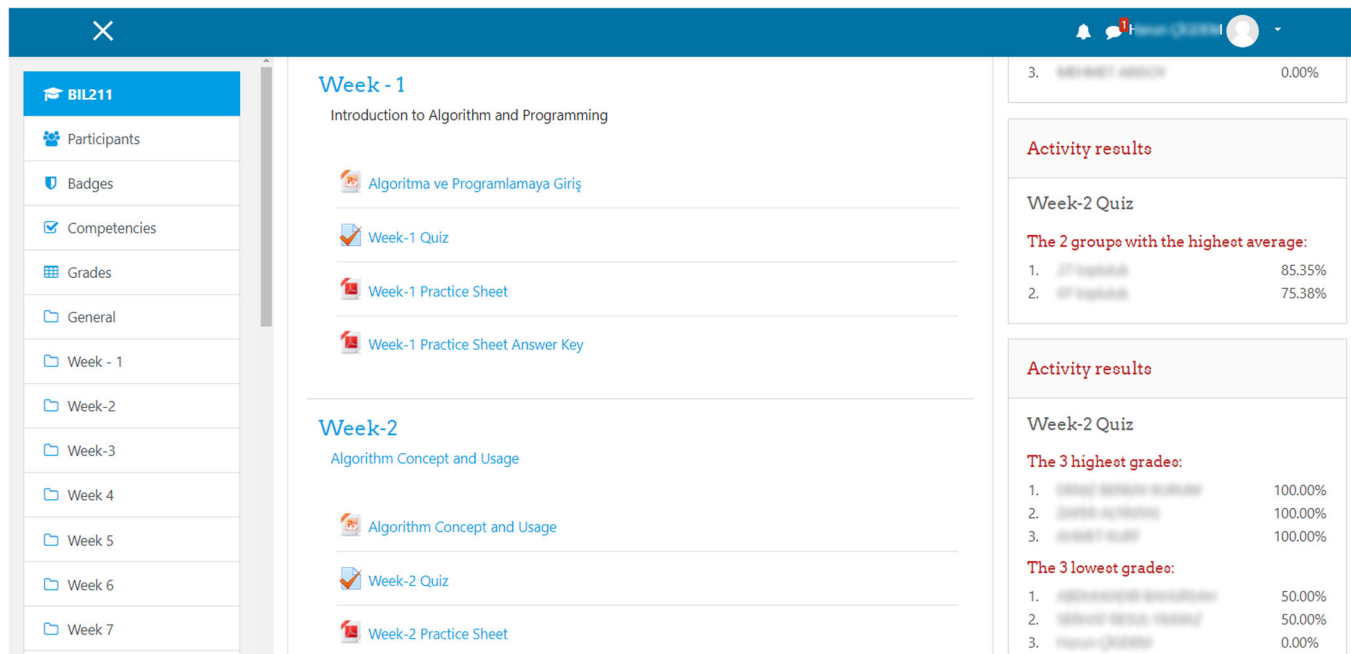 1
BIL211
Participants
Badges
Competencies
Grades
General
Week - 1
Week-2
Week-3
Week 4
Week 5
Week 6
Week 7
Week - 1
Introduction to Algorithm and Programming
Algoritma ve Programlamaya Giriş
Week-1 Quiz
Week-1 Practice Sheet
Week-1 Practice Sheet Answer Key
Week-2
Algorithm Concept and Usage
Algorithm Concept and Usage
Week-2 Quiz
Week-2 Practice Sheet
3. 0.00%
Activity results
Week-2 Quiz
The 2 groups with the highest average:
1. 85.35%
2. 75.38%
Activity results
Week-2 Quiz
The 3 highest grades:
1. 100.00%
2. 100.00%
3. 100.00%
The 3 lowest grades:
1. 50.00%
2. 50.00%
3. 0.00%